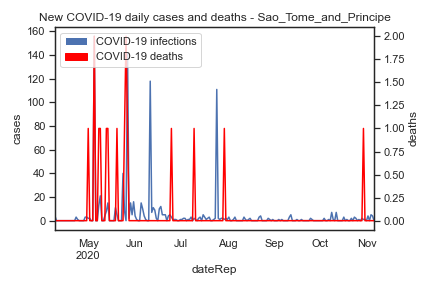 New COVID-19 daily cases and deaths - Sao_Tome_and_Principe
COVID-19 infections
COVID-19 deaths
160
140
120
100
80
60
40
20
0
cases
2.00
1.75
1.50
1.25
1.00
0.75
0.50
0.25
0.00
deaths
May Jun Jul Aug Sep Oct Nov
2020
dateRep